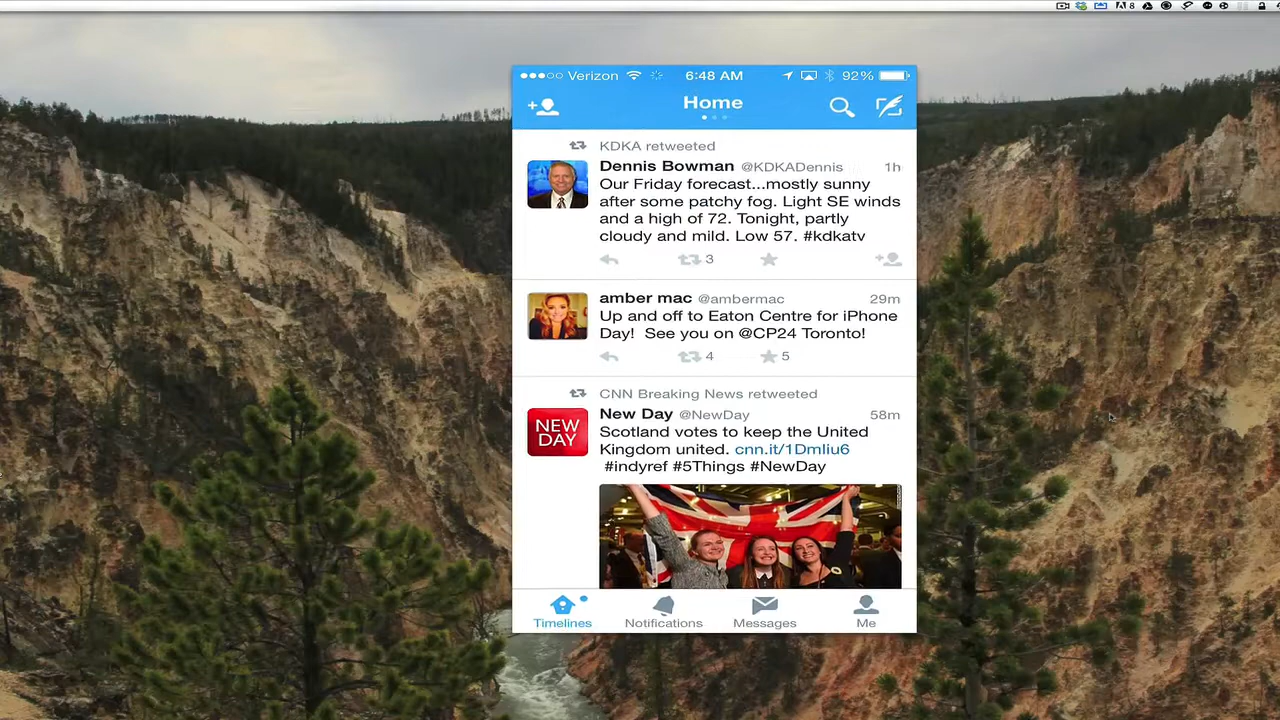 8
Verizon 6:48 AM 92%
Home
KDKA retweeted
Dennis Bowman @KDKADennis 1h
Our Friday forecast...mostly sunny
after some patchy fog. Light SE winds
and a high of 72. Tonight, partly
cloudy and mild. Low 57. #kdkatv
3
amber mac @ambermac 29m
Up and off to Eaton Centre for iPhone
Day! See you on @CP24 Toronto!
4 5
CNN Breaking News retweeted
New Day @NewDay 58m
NEW
DAY
Scotland votes to keep the United
Kingdom united. cnn.it/1DmIiu6
#indyref #5Things #NewDay
Timelines Notifications Messages Me